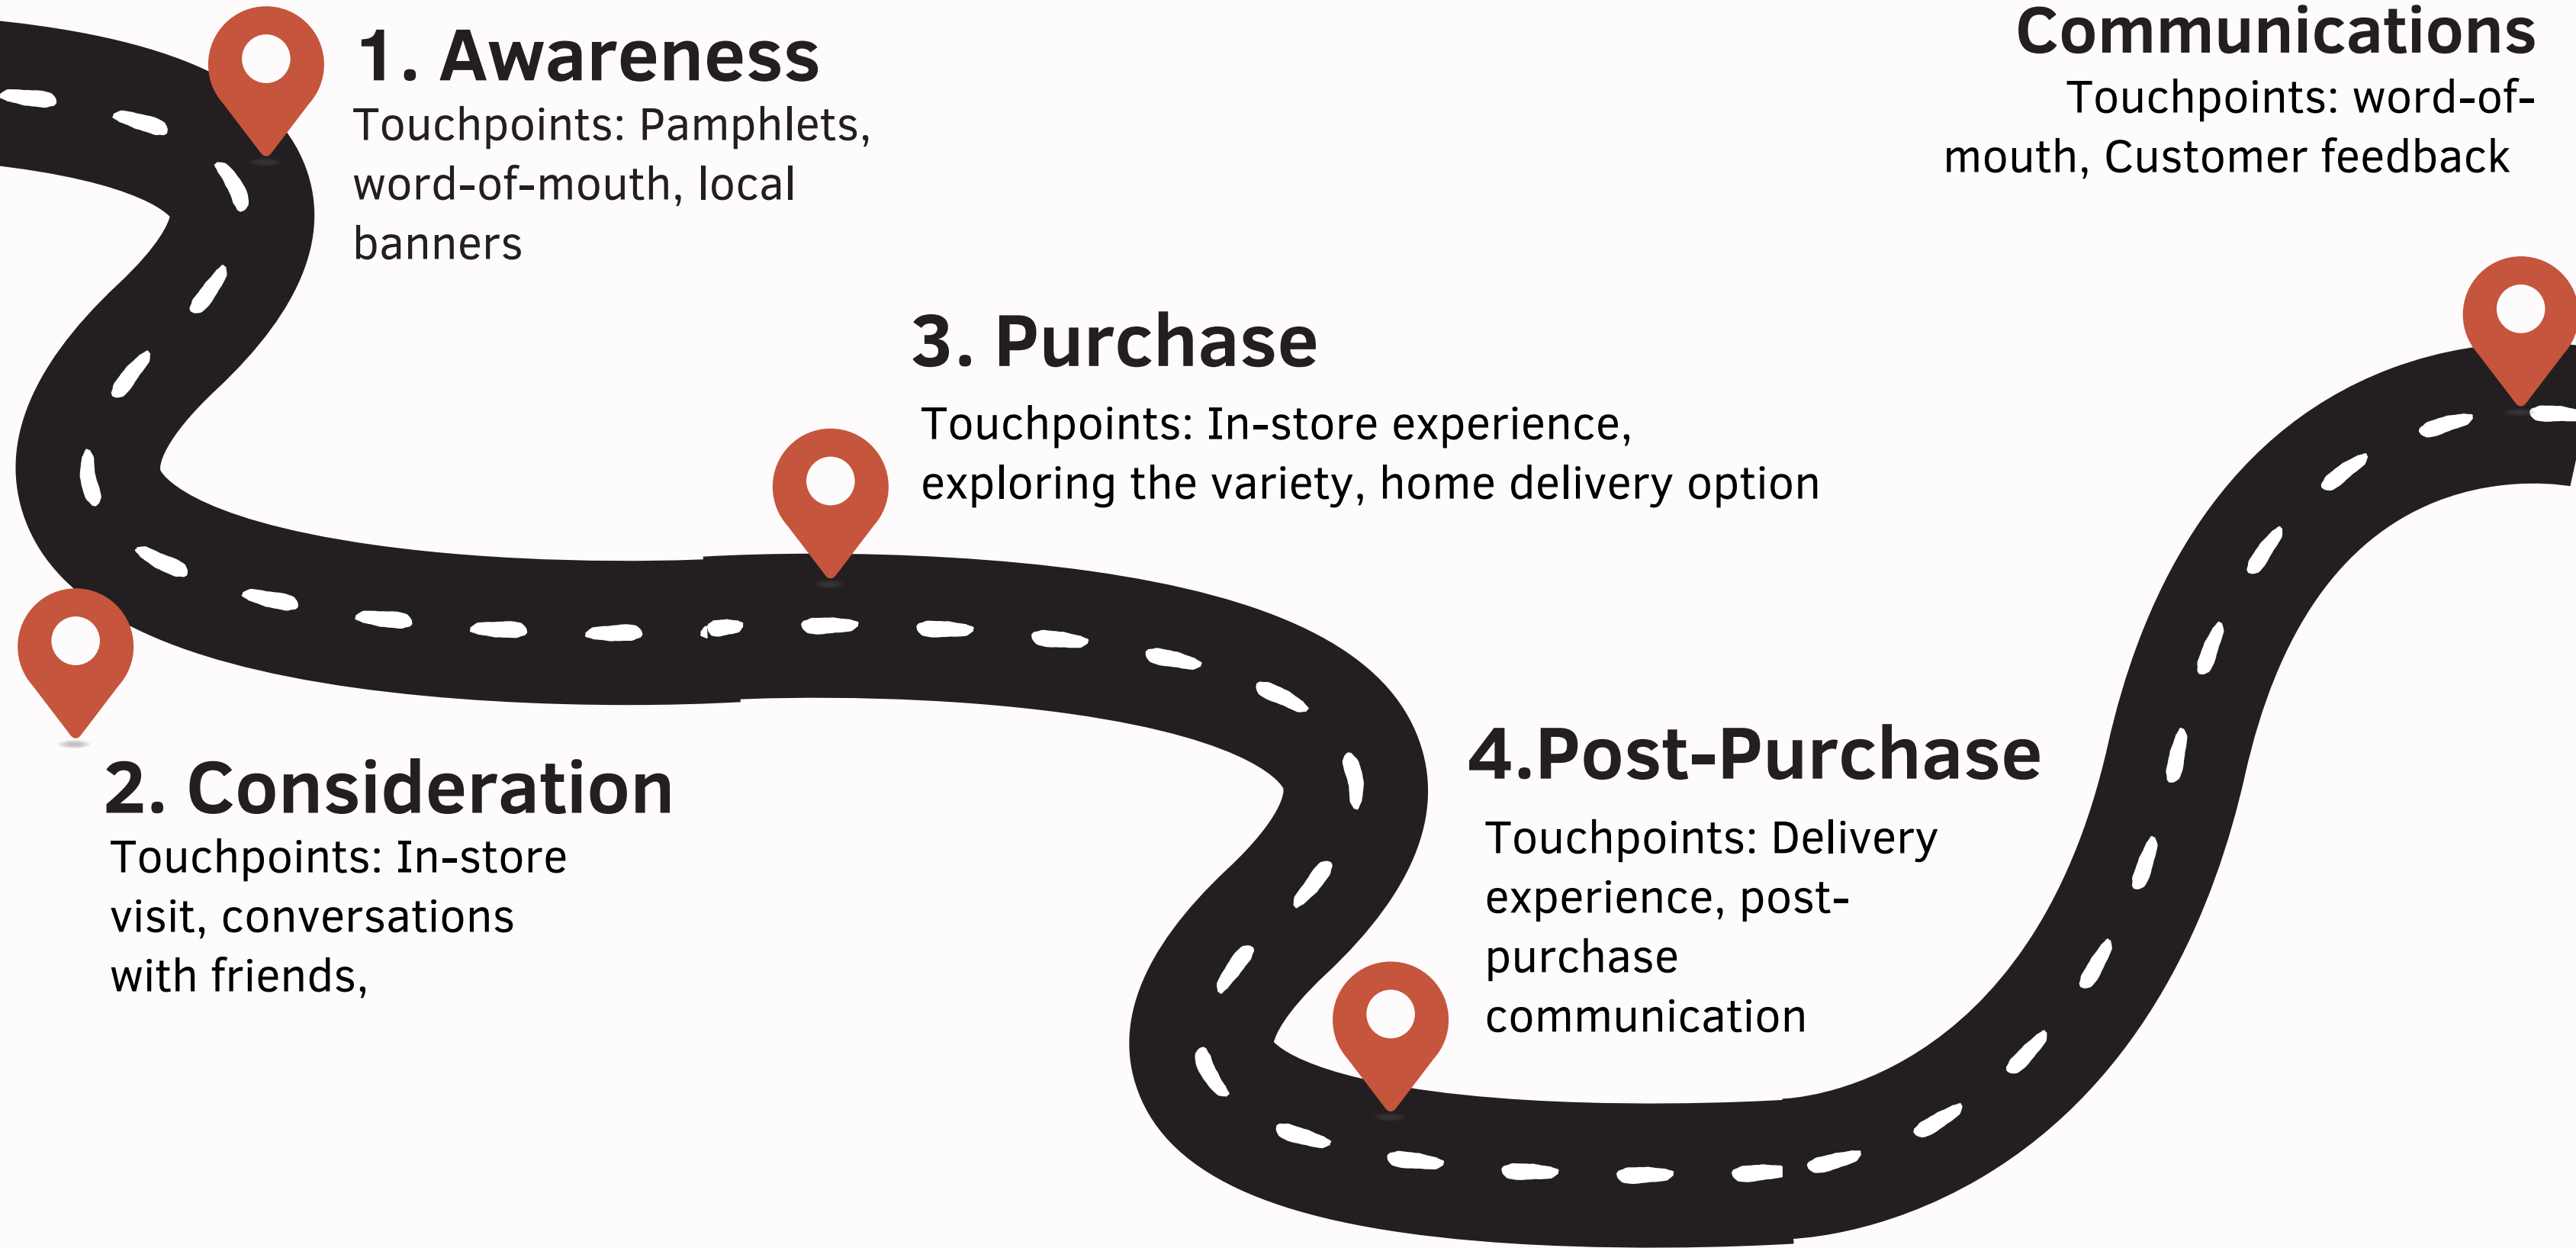 1. Awareness
Touchpoints: Pamphlets,
word-of-mouth, local
banners
2. Consideration
Touchpoints: In-store
visit, conversations
with friends,
3. Purchase
Touchpoints: In-store experience,
exploring the variety, home delivery option
4.Post-Purchase
Touchpoints: Delivery
experience, post-
purchase
communication
Communications
Touchpoints: word-of-
mouth, Customer feedback